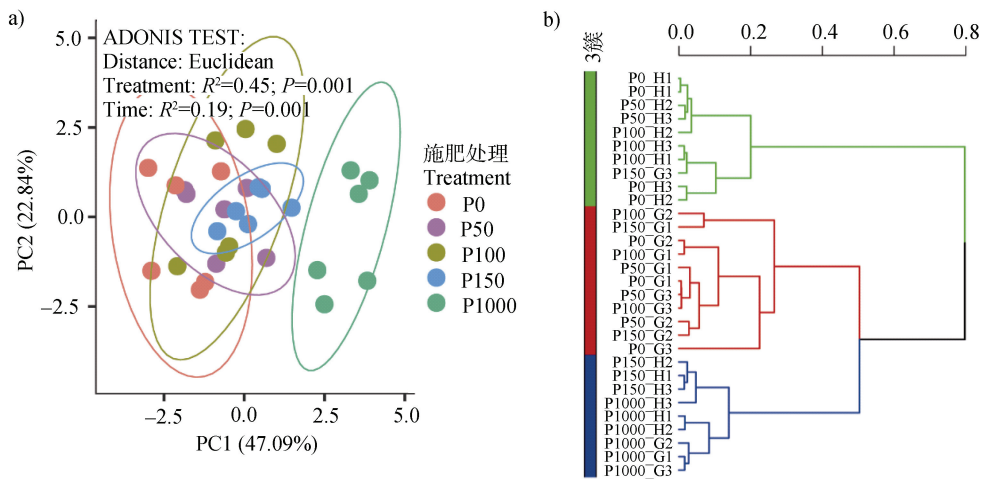 a)
ADONIS TEST:
Distance: Euclidean
Treatment: R²=0.45; P=0.001
Time: R²=0.19; P=0.001
5.0
2.5
0.0
−2.5
PC2 (22.84%)
−2.5
0.0
2.5
5.0
PC1 (47.09%)
施肥处理
Treatment
P0
P50
P100
P150
P1000
b)
3簇
0.0
0.2
0.4
0.6
0.8
P0_H1
P0_H1
P50_H2
P50_H3
P100_H2
P100_H3
P100_H1
P150_G3
P0_H3
P0_H2
P100_G2
P150_G1
P0_G2
P100_G1
P50_G1
P0_G1
P50_G3
P100_G3
P50_G2
P150_G2
P0_G3
P150_H2
P150_H1
P150_H3
P1000_H3
P1000_H1
P1000_H2
P1000_G2
P1000_G1
P1000_G3